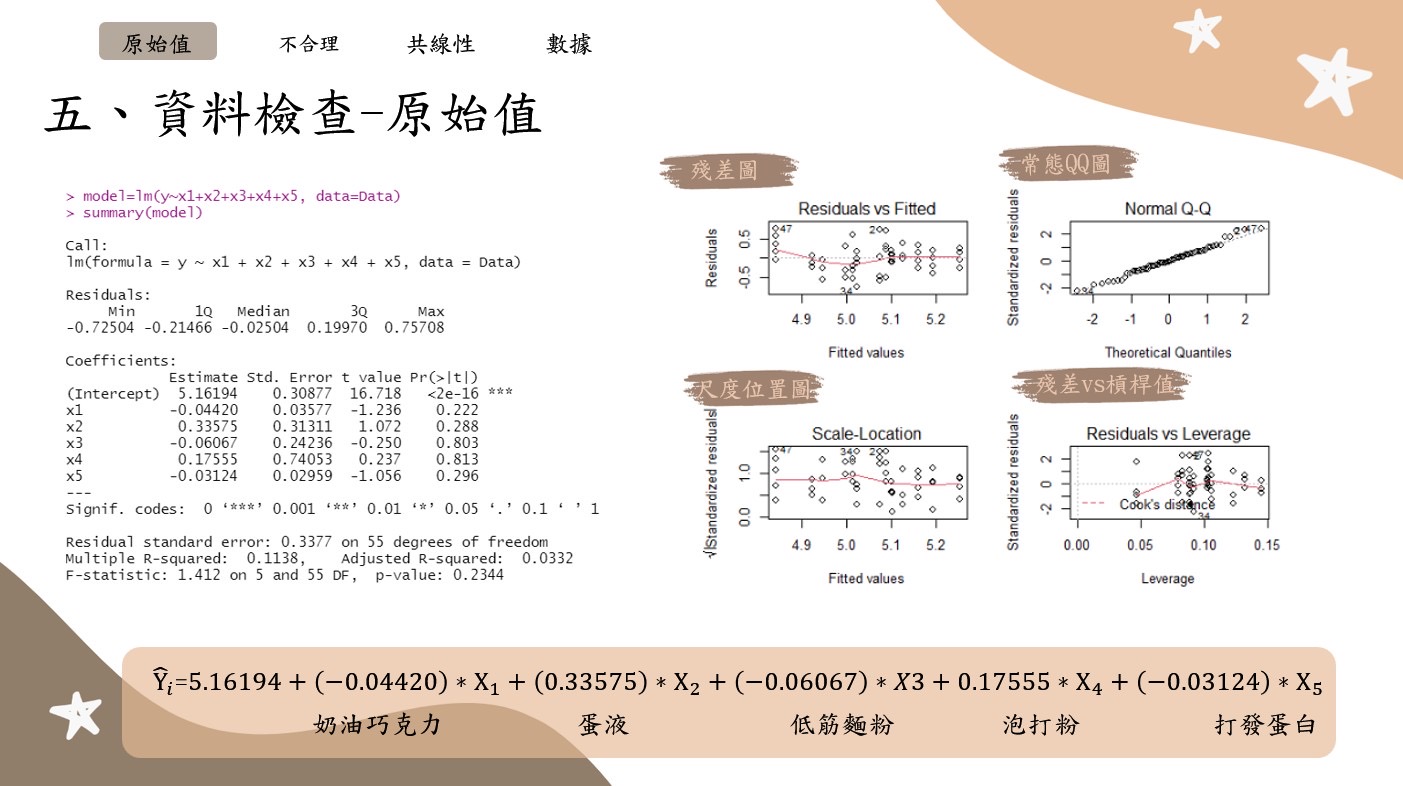 原始值 不合理 共線性 數據
五、資料檢查-原始值
> model=lm(y~x1+x2+x3+x4+x5, data=Data)
> summary(model)
Call:
lm(formula = y ~ x1 + x2 + x3 + x4 + x5, data = Data)
Residuals:
Min 1Q Median 3Q Max
-0.72504 -0.21466 -0.02504 0.19970 0.75708
Coefficients:
Estimate Std. Error t value Pr(>|t|)
(Intercept) 5.16194 0.30877 16.718 <2e-16 ***
x1 -0.04420 0.03577 -1.236 0.222
x2 0.33575 0.31311 1.072 0.288
x3 -0.06067 0.24236 -0.250 0.803
x4 0.17555 0.74053 0.237 0.813
x5 -0.03124 0.02959 -1.056 0.296
---
Signif. codes: 0 ‘***’ 0.001 ‘**’ 0.01 ‘*’ 0.05 ‘.’ 0.1 ‘ ’ 1
Residual standard error: 0.3377 on 55 degrees of freedom
Multiple R-squared: 0.1138, Adjusted R-squared: 0.0332
F-statistic: 1.412 on 5 and 55 DF, p-value: 0.2344
殘差圖
Residuals vs Fitted
Residuals
0.5
-0.5
47
34
4.9 5.0 5.1 5.2
Fitted values
常態QQ圖
Normal Q-Q
Standardized residuals
2
0
-2
47
34
-2 -1 0 1 2
Theoretical Quantiles
尺度位置圖
Scale-Location
√|Standardized residuals|
1.0
0.0
47
34
4.9 5.0 5.1 5.2
Fitted values
殘差vs槓桿值
Residuals vs Leverage
Standardized residuals
2
0
-2
Cook's distance
47
34
0.00 0.05 0.10 0.15
Leverage
Ŷᵢ=5.16194 + (−0.04420) ∗ X₁ + (0.33575) ∗ X₂ + (−0.06067) ∗ X3 + 0.17555 ∗ X₄ + (−0.03124) ∗ X₅
奶油巧克力 蛋液 低筋麵粉 泡打粉 打發蛋白